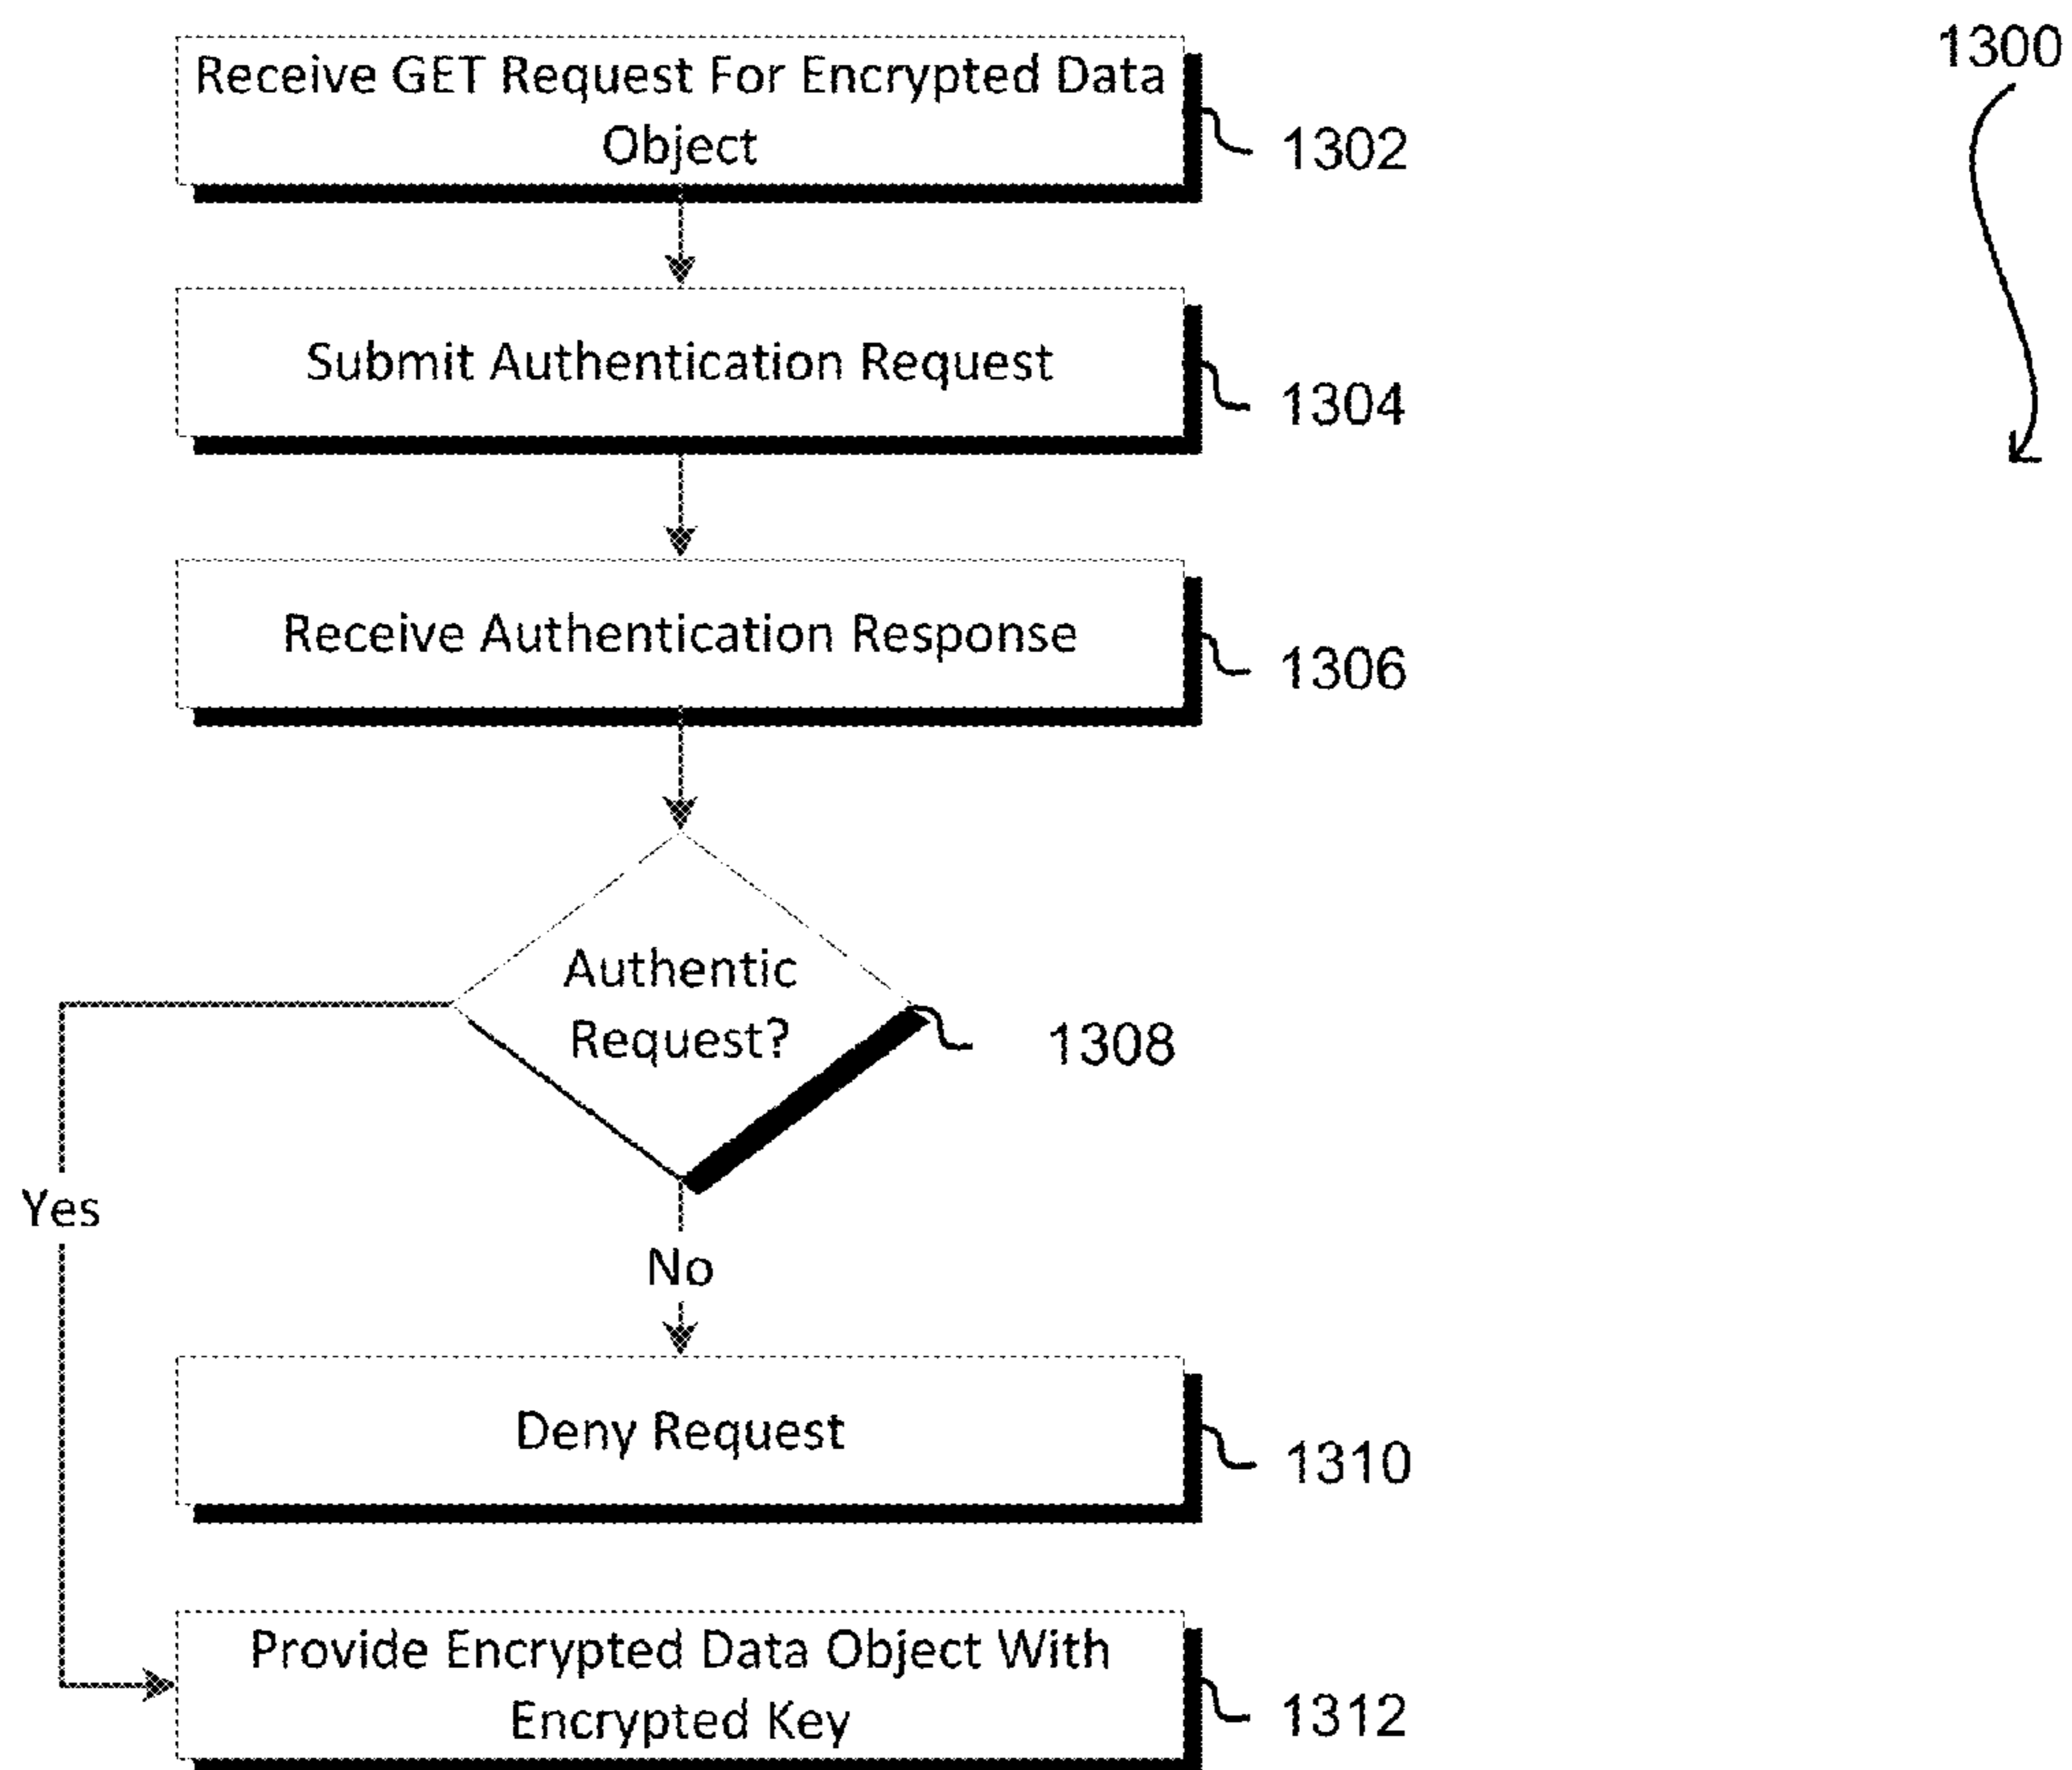 1300
Receive GET Request For Encrypted Data
Object
1302
Submit Authentication Request
1304
Receive Authentication Response
1306
Authentic
Request?
1308
Yes
No
Deny Request
1310
Provide Encrypted Data Object With
Encrypted Key
1312